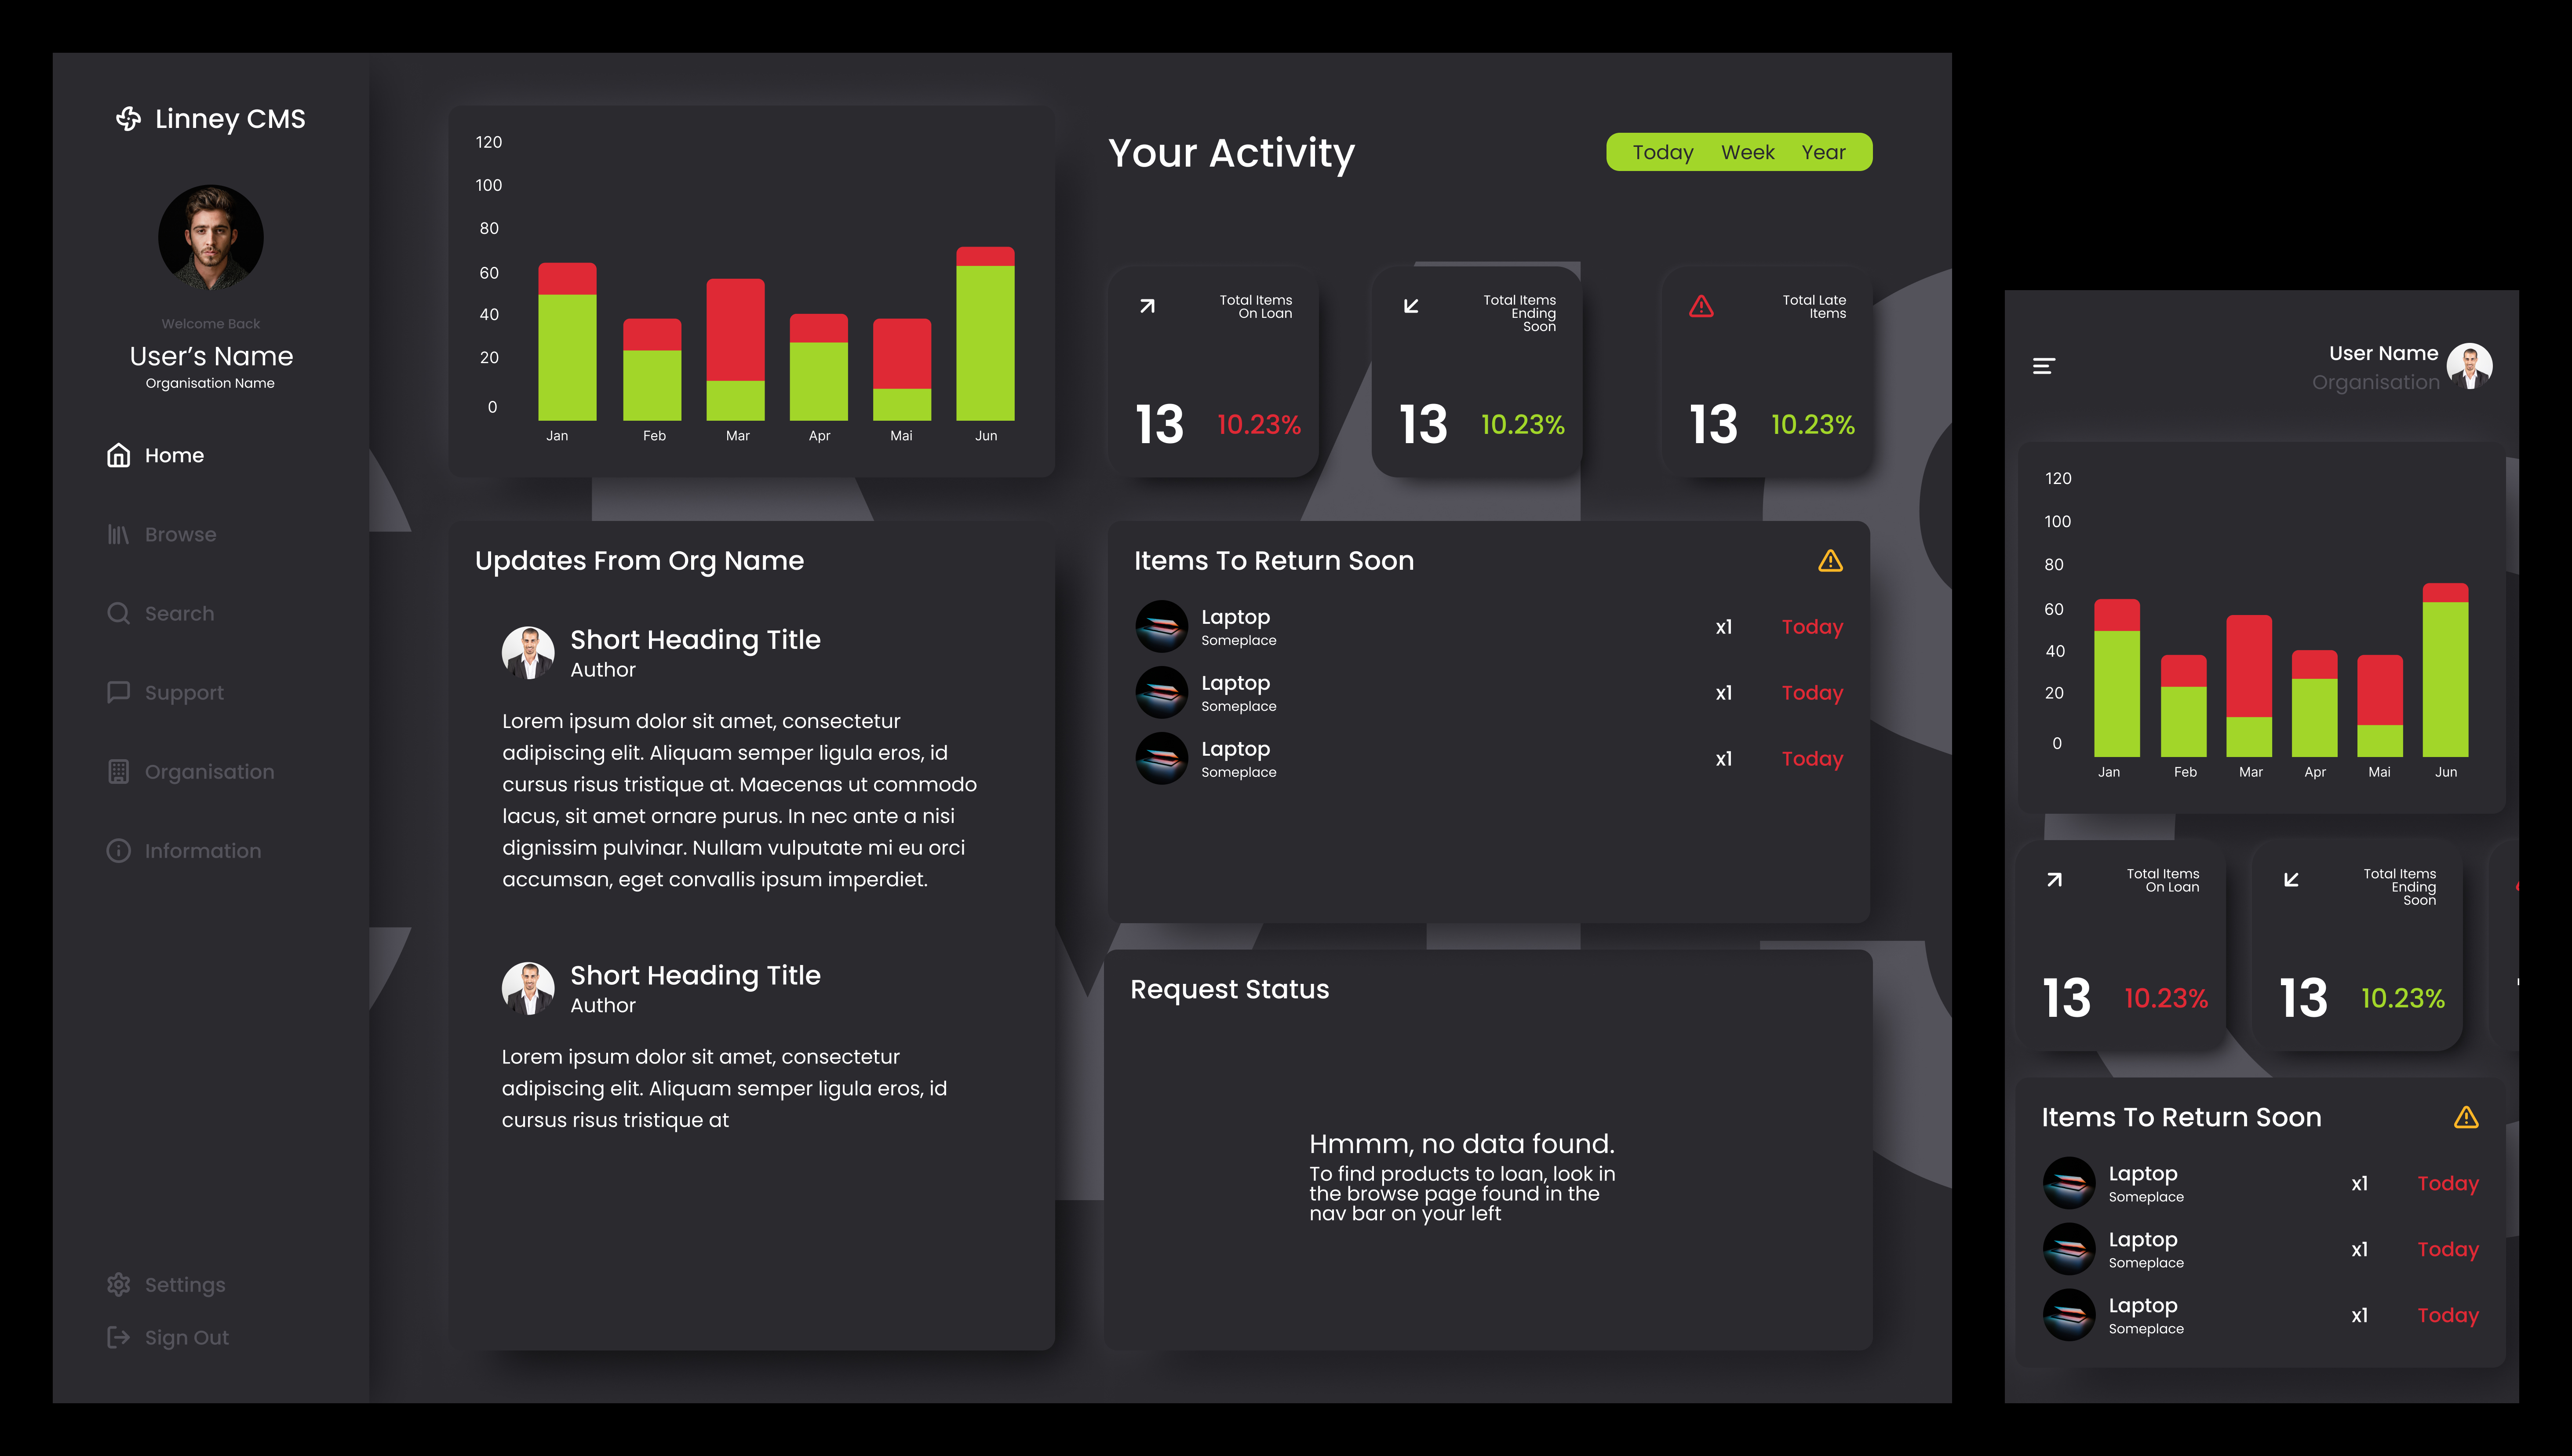 Linney CMS
Welcome Back
User's Name
Organisation Name
Home
Browse
Search
Support
Organisation
Information
Settings
Sign Out
120
100
80
60
40
20
0
Jan Feb Mar Apr Mai Jun
Your Activity
Today Week Year
Total Items
On Loan
13 10.23%
Total Items
Ending
Soon
13 10.23%
Total Late
Items
13 10.23%
Updates From Org Name
Short Heading Title
Author
Lorem ipsum dolor sit amet, consectetur
adipiscing elit. Aliquam semper ligula eros, id
cursus risus tristique at. Maecenas ut commodo
lacus, sit amet ornare purus. In nec ante a nisi
dignissim pulvinar. Nullam vulputate mi eu orci
accumsan, eget convallis ipsum imperdiet.
Short Heading Title
Author
Lorem ipsum dolor sit amet, consectetur
adipiscing elit. Aliquam semper ligula eros, id
cursus risus tristique at
Items To Return Soon
Laptop x1 Today
Someplace
Laptop x1 Today
Someplace
Laptop x1 Today
Someplace
Request Status
Hmmm, no data found.
To find products to loan, look in
the browse page found in the
nav bar on your left
User Name
Organisation
120
100
80
60
40
20
0
Jan Feb Mar Apr Mai Jun
Total Items
On Loan
13 10.23%
Total Items
Ending
Soon
13 10.23%
Items To Return Soon
Laptop x1 Today
Someplace
Laptop x1 Today
Someplace
Laptop x1 Today
Someplace